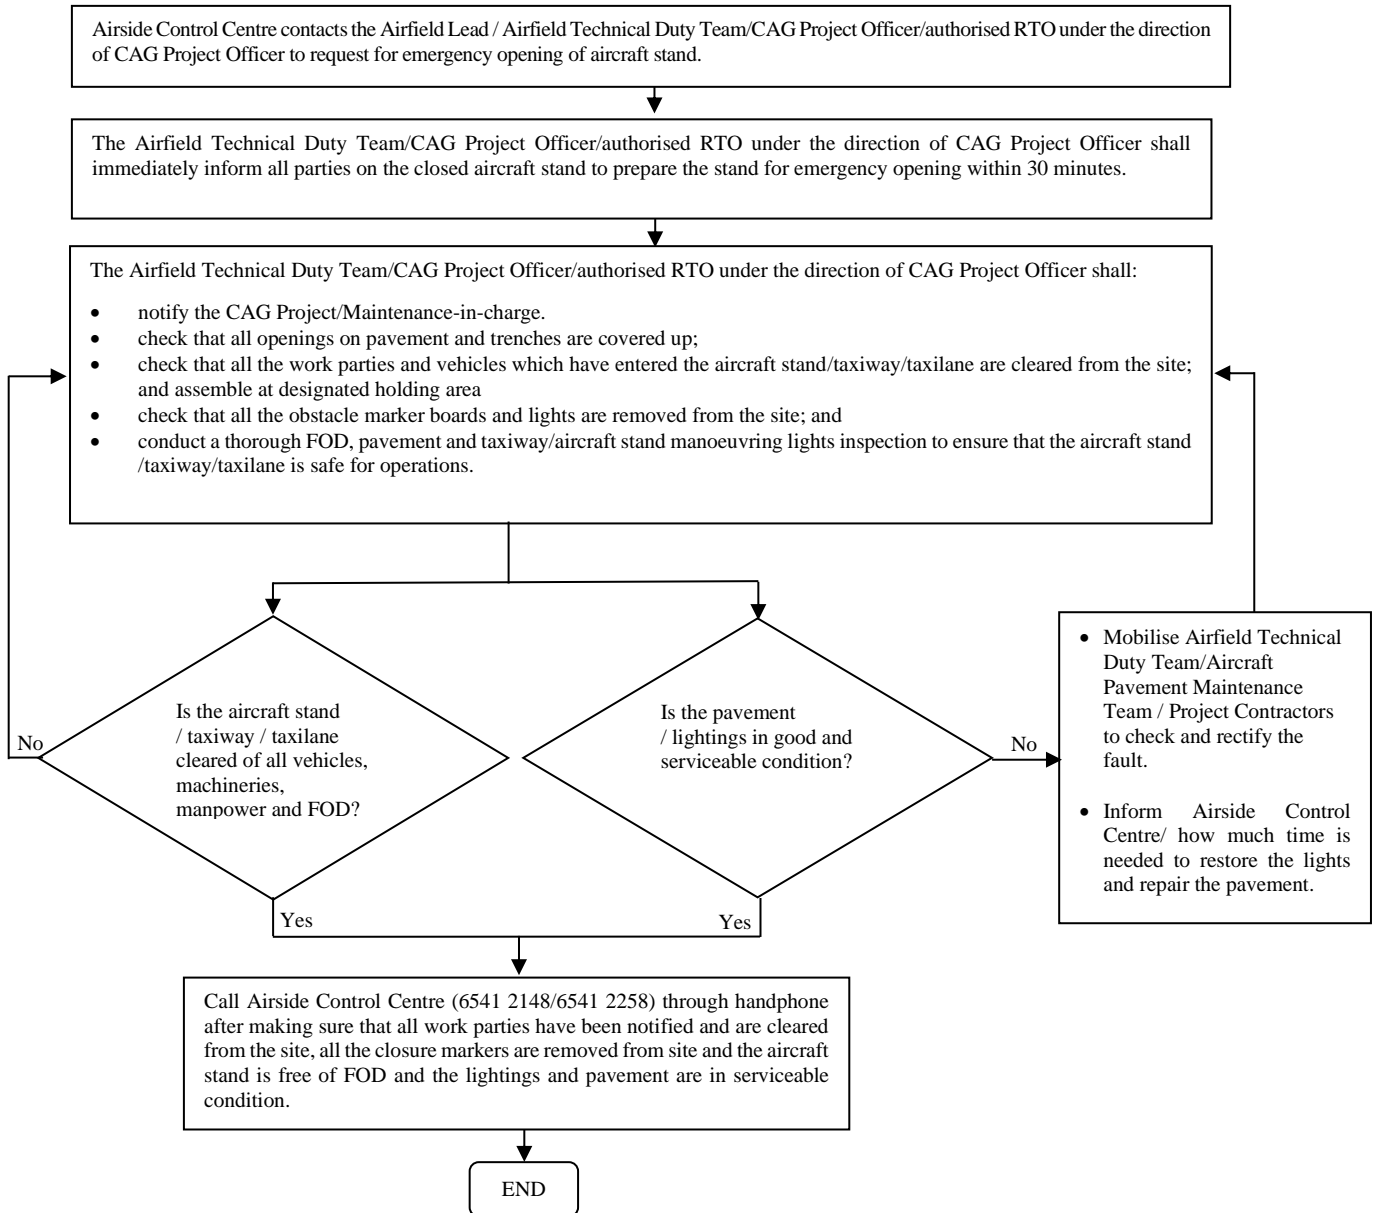 Airside Control Centre contacts the Airfield Lead / Airfield Technical Duty Team/CAG Project Officer/authorised RTO under the direction
of CAG Project Officer to request for emergency opening of aircraft stand.
The Airfield Technical Duty Team/CAG Project Officer/authorised RTO under the direction of CAG Project Officer shall
immediately inform all parties on the closed aircraft stand to prepare the stand for emergency opening within 30 minutes.
The Airfield Technical Duty Team/CAG Project Officer/authorised RTO under the direction of CAG Project Officer shall:
• notify the CAG Project/Maintenance-in-charge.
• check that all openings on pavement and trenches are covered up;
• check that all the work parties and vehicles which have entered the aircraft stand/taxiway/taxilane are cleared from the site;
and assemble at designated holding area
• check that all the obstacle marker boards and lights are removed from the site; and
• conduct a thorough FOD, pavement and taxiway/aircraft stand manoeuvring lights inspection to ensure that the aircraft stand
/taxiway/taxilane is safe for operations.
Is the aircraft stand
/ taxiway / taxilane
cleared of all vehicles,
machineries,
manpower and FOD?
No
Yes
Is the pavement
/ lightings in good and
serviceable condition?
No
Yes
• Mobilise Airfield Technical
Duty Team/Aircraft
Pavement Maintenance
Team / Project Contractors
to check and rectify the
fault.
• Inform Airside Control
Centre/ how much time is
needed to restore the lights
and repair the pavement.
Call Airside Control Centre (6541 2148/6541 2258) through handphone
after making sure that all work parties have been notified and are cleared
from the site, all the closure markers are removed from site and the aircraft
stand is free of FOD and the lightings and pavement are in serviceable
condition.
END